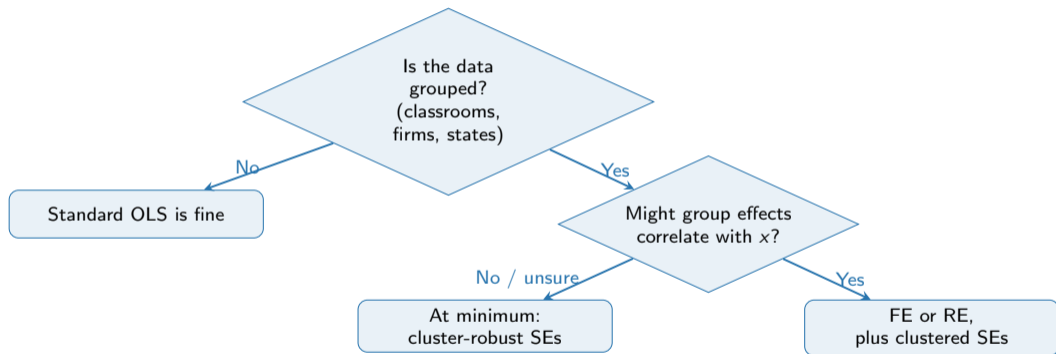 Is the data
grouped?
(classrooms,
firms, states)
No
Yes
Standard OLS is fine
Might group effects
correlate with x?
No / unsure
Yes
At minimum:
cluster-robust SEs
FE or RE,
plus clustered SEs